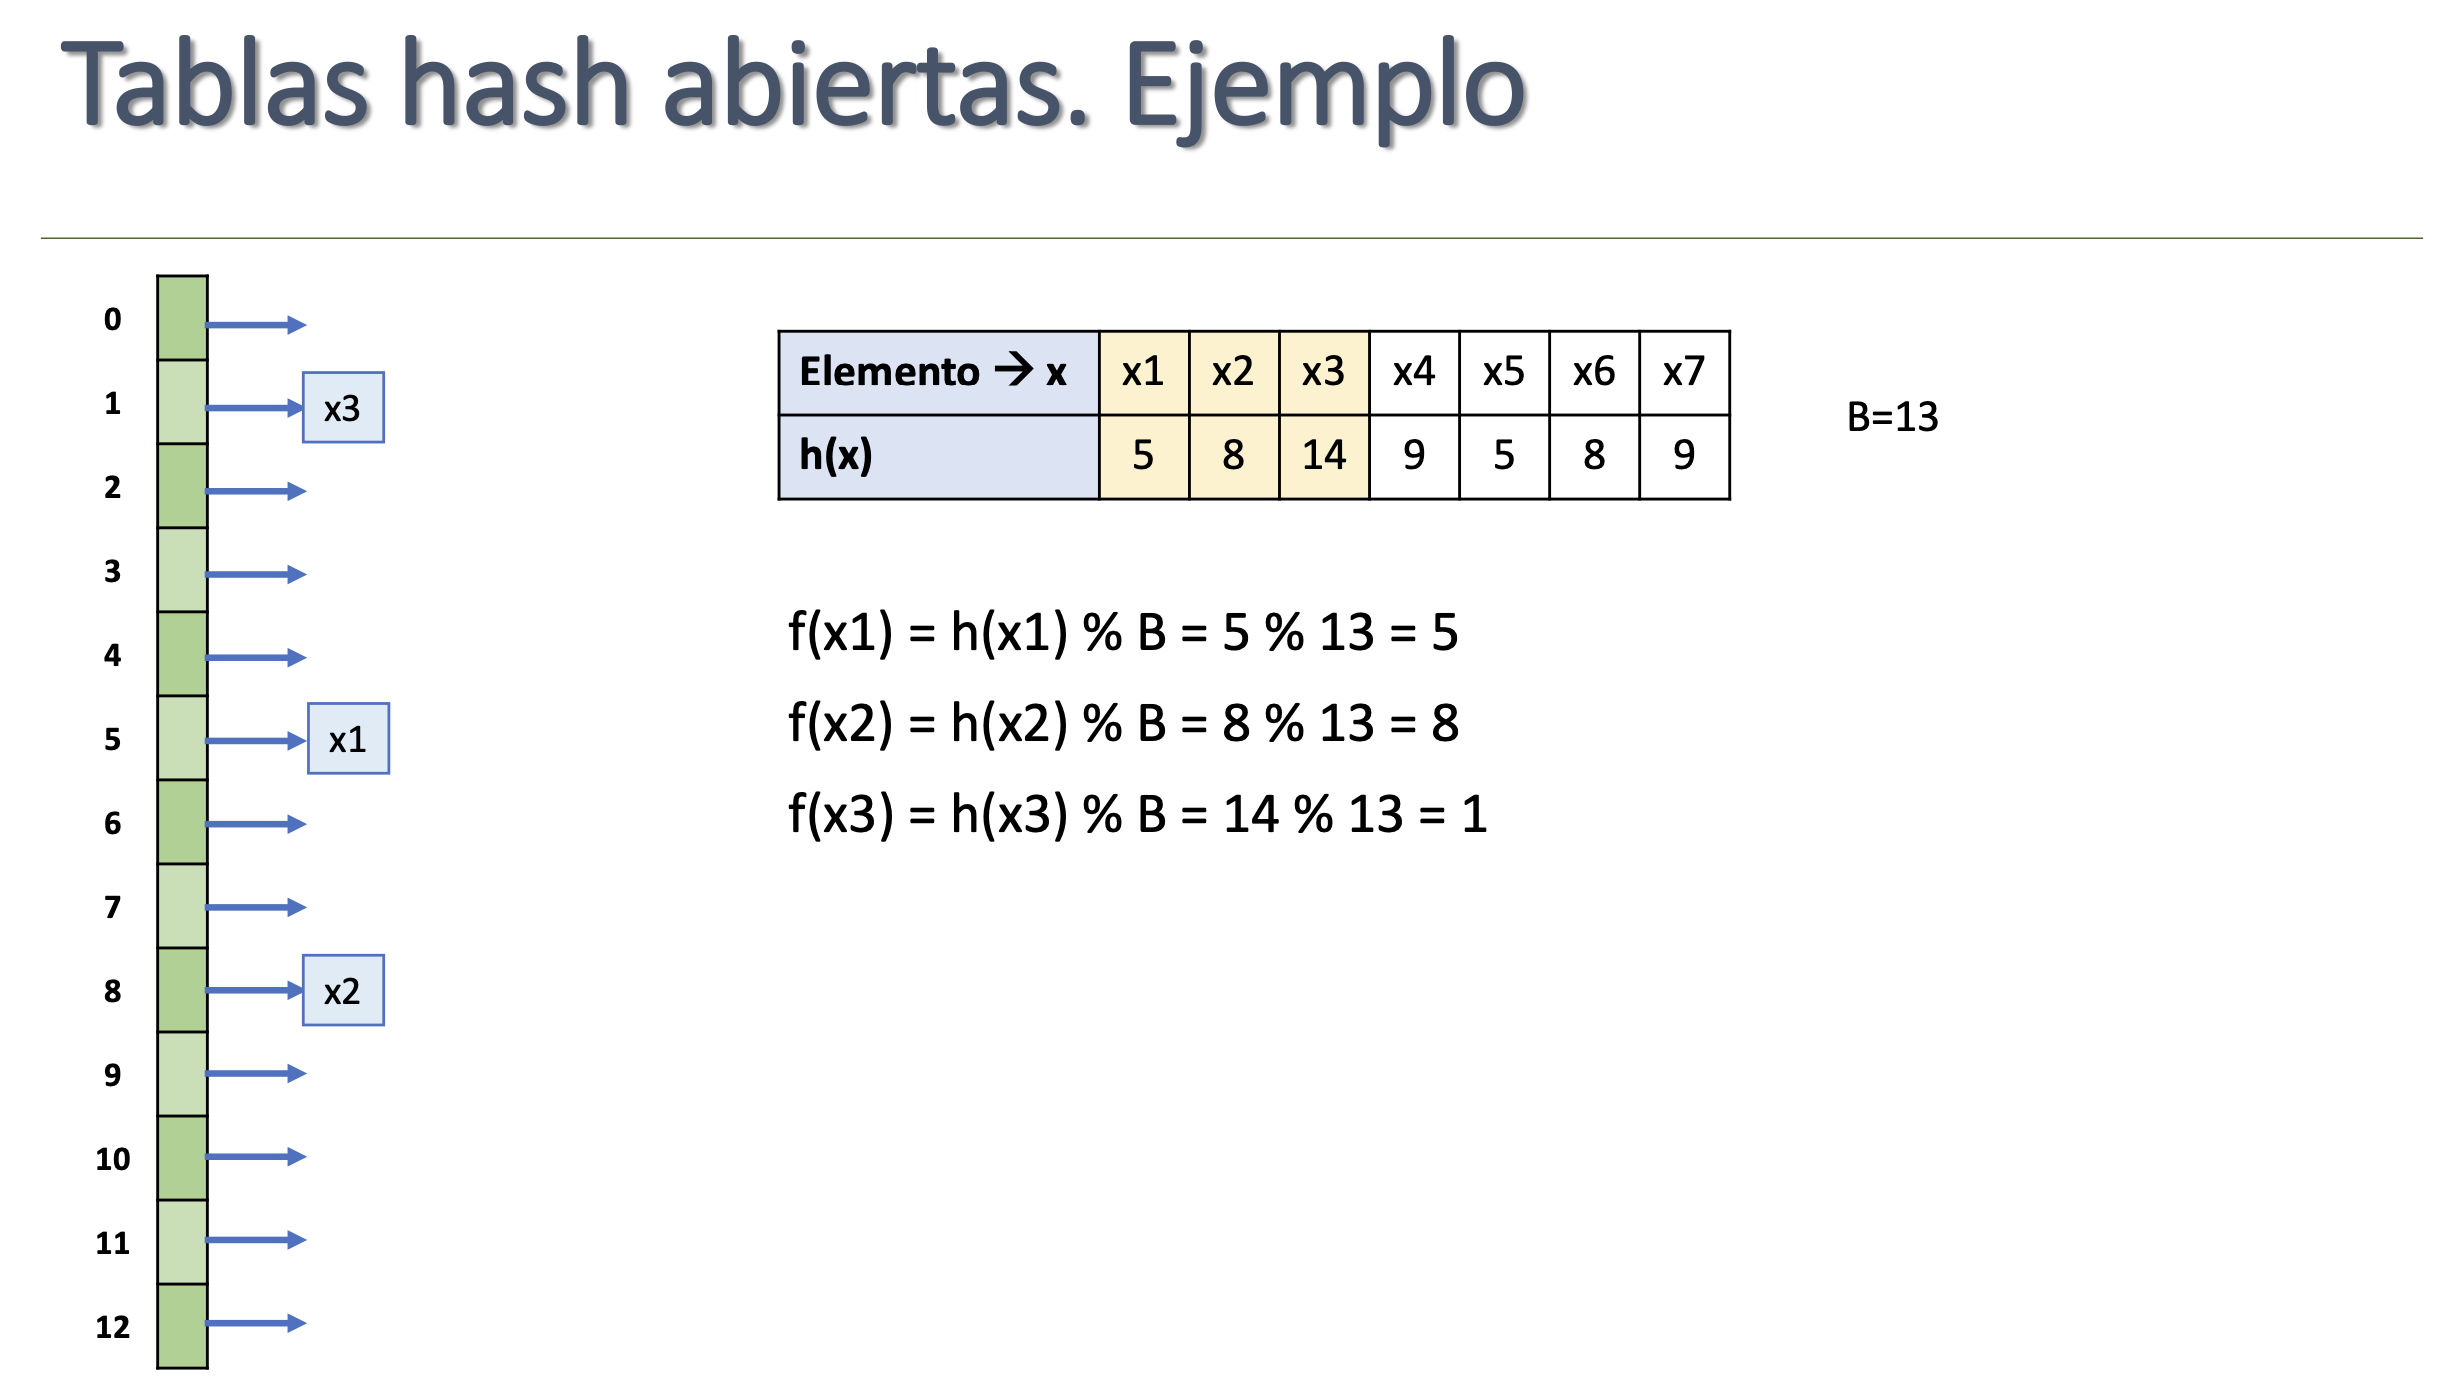 Tablas hash abiertas. Ejemplo
0
1 x3
2
3
4
5 x1
6
7
8 x2
9
10
11
12
Elemento → x x1 x2 x3 x4 x5 x6 x7
h(x) 5 8 14 9 5 8 9
B=13
f(x1) = h(x1) % B = 5 % 13 = 5
f(x2) = h(x2) % B = 8 % 13 = 8
f(x3) = h(x3) % B = 14 % 13 = 1